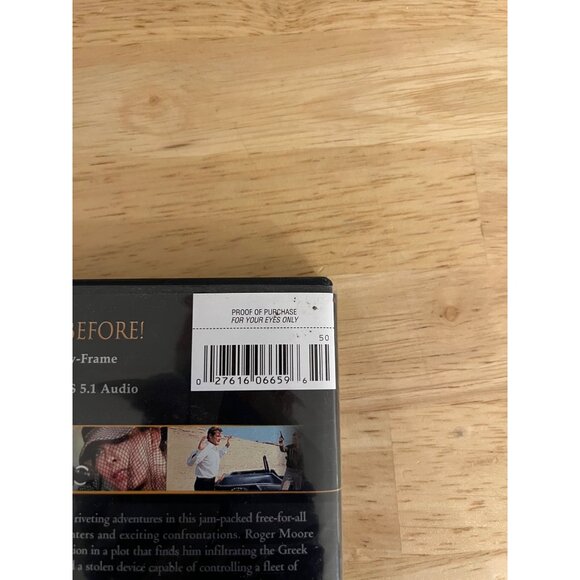 PROOF OF PURCHASE
FOR YOUR EYES ONLY
50
0 27616 06659 6
BEFORE!
-Frame
5.1 Audio
riveting adventures in this jam-packed free-for-all
and exciting confrontations. Roger Moore
in a plot that finds him infiltrating the Greek
a stolen device capable of controlling a fleet of